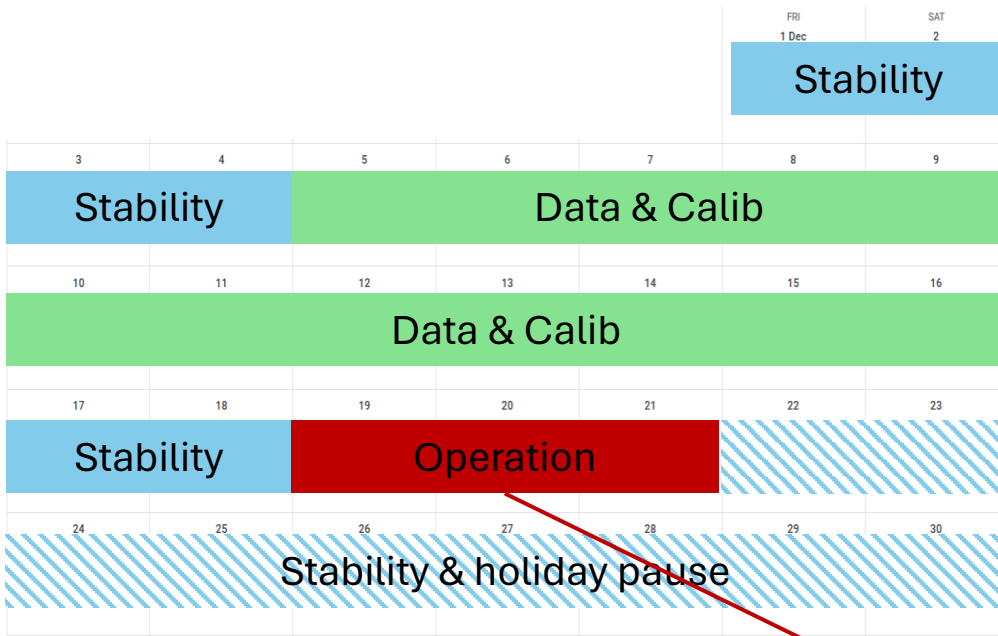 FRI SAT
1 Dec 2
Stability
3 4 5 6 7 8 9
Stability Data & Calib
10 11 12 13 14 15 16
Data & Calib
17 18 19 20 21 22 23
Stability Operation
24 25 26 27 28 29 30
Stability & holiday pause